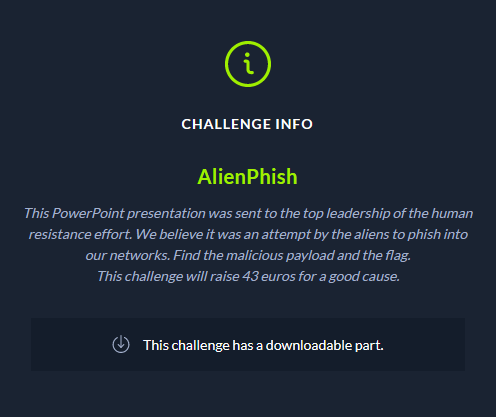 CHALLENGE INFO
AlienPhish
This PowerPoint presentation was sent to the top leadership of the human
resistance effort. We believe it was an attempt by the aliens to phish into
our networks. Find the malicious payload and the flag.
This challenge will raise 43 euros for a good cause.
This challenge has a downloadable part.